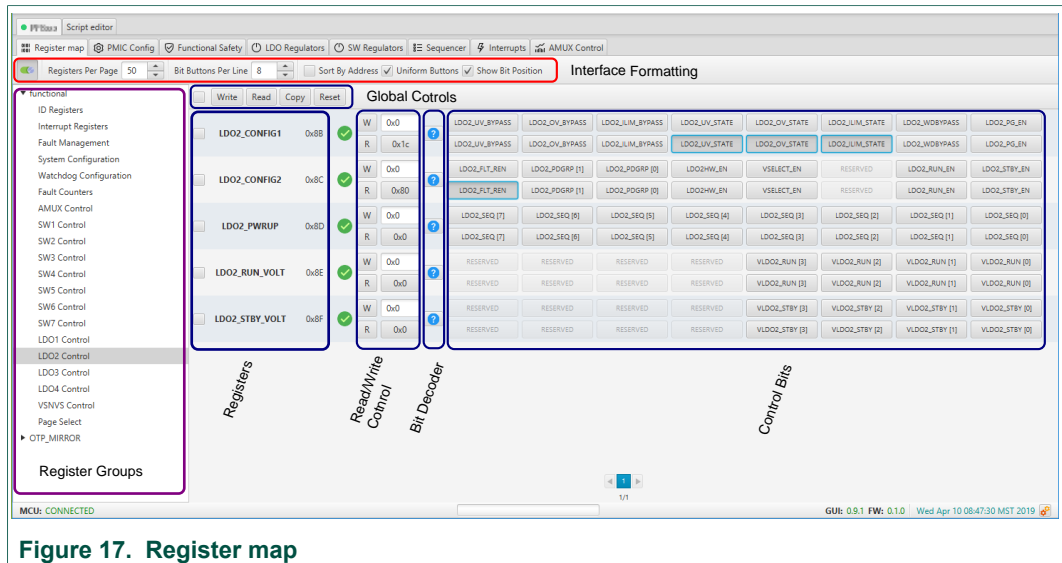 Script editor
Register map PMIC Config Functional Safety LDO Regulators SW Regulators Sequencer Interrupts AMUX Control
Registers Per Page 50 Bit Buttons Per Line 8 Sort By Address Uniform Buttons Show Bit Position Interface Formatting
functional
Write Read Copy Reset Global Cotrols
ID Registers
Interrupt Registers
Fault Management
System Configuration
Watchdog Configuration
Fault Counters
AMUX Control
SW1 Control
SW2 Control
SW3 Control
SW4 Control
SW5 Control
SW6 Control
SW7 Control
LDO1 Control
LDO2 Control
LDO3 Control
LDO4 Control
VSNVS Control
Page Select
OTP_MIRROR
Register Groups
LDO2_CONFIG1 0x8B
W 0x0 LDO2_UV_BYPASS LDO2_OV_BYPASS LDO2_ILIM_BYPASS LDO2_UV_STATE LDO2_OV_STATE LDO2_ILIM_STATE LDO2_WDBYPASS LDO2_PG_EN
R 0x1c LDO2_UV_BYPASS LDO2_OV_BYPASS LDO2_ILIM_BYPASS LDO2_UV_STATE LDO2_OV_STATE LDO2_ILIM_STATE LDO2_WDBYPASS LDO2_PG_EN
LDO2_CONFIG2 0x8C
W 0x0 LDO2_FLT_REN LDO2_PDGRP [1] LDO2_PDGRP [0] LDO2HW_EN VSELECT_EN RESERVED LDO2_RUN_EN LDO2_STBY_EN
R 0x80 LDO2_FLT_REN LDO2_PDGRP [1] LDO2_PDGRP [0] LDO2HW_EN VSELECT_EN RESERVED LDO2_RUN_EN LDO2_STBY_EN
LDO2_PWRUP 0x8D
W 0x0 LDO2_SEQ [7] LDO2_SEQ [6] LDO2_SEQ [5] LDO2_SEQ [4] LDO2_SEQ [3] LDO2_SEQ [2] LDO2_SEQ [1] LDO2_SEQ [0]
R 0x0 LDO2_SEQ [7] LDO2_SEQ [6] LDO2_SEQ [5] LDO2_SEQ [4] LDO2_SEQ [3] LDO2_SEQ [2] LDO2_SEQ [1] LDO2_SEQ [0]
LDO2_RUN_VOLT 0x8E
W 0x0 RESERVED RESERVED RESERVED RESERVED VLDO2_RUN [3] VLDO2_RUN [2] VLDO2_RUN [1] VLDO2_RUN [0]
R 0x0 RESERVED RESERVED RESERVED RESERVED VLDO2_RUN [3] VLDO2_RUN [2] VLDO2_RUN [1] VLDO2_RUN [0]
LDO2_STBY_VOLT 0x8F
W 0x0 RESERVED RESERVED RESERVED RESERVED VLDO2_STBY [3] VLDO2_STBY [2] VLDO2_STBY [1] VLDO2_STBY [0]
R 0x0 RESERVED RESERVED RESERVED RESERVED VLDO2_STBY [3] VLDO2_STBY [2] VLDO2_STBY [1] VLDO2_STBY [0]
Registers
Read/Write
Cotnrol
Bit Decoder
Control Bits
1
1/1
MCU: CONNECTED GUI: 0.9.1 FW: 0.1.0 Wed Apr 10 08:47:30 MST 2019
Figure 17. Register map